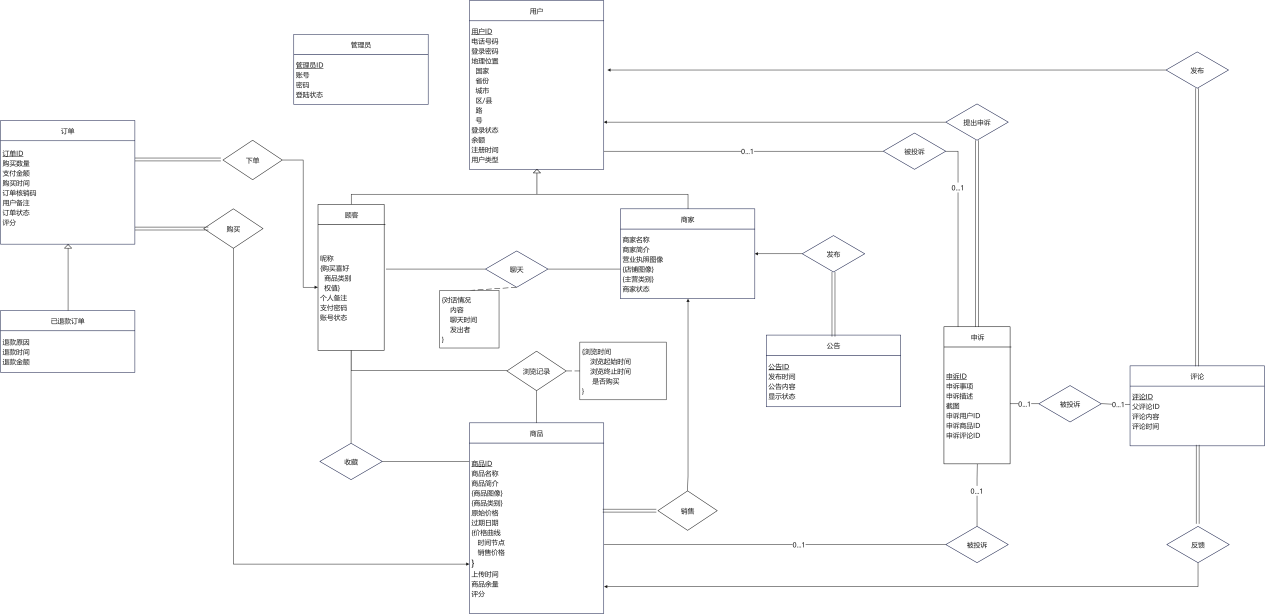 用户
用户ID
电话号码
登录密码
地理位置
国家
省份
城市
区/县
路
号
登录状态
余额
注册时间
用户类型
管理员
管理员ID
账号
密码
登陆状态
订单
订单ID
购买数量
支付金额
购买时间
订单核销码
用户备注
订单状态
评分
下单
购买
已退款订单
退款原因
退款时间
退款金额
顾客
昵称
{购买喜好
商品类别
权值}
个人备注
支付密码
账号状态
聊天
{对话情况
内容
聊天时间
发出者
}
商家
商家名称
商家简介
营业执照图像
{店铺图像}
{主营类别}
商家状态
发布
公告
公告ID
发布时间
公告内容
显示状态
浏览记录
{浏览时间
浏览起始时间
浏览终止时间
是否购买
}
收藏
商品
商品ID
商品名称
商品简介
{商品图像}
{商品类别}
原始价格
过期日期
{价格曲线
时间节点
销售价格
}
上传时间
商品余量
评分
销售
发布
提出申诉
0...1
被投诉
0...1
申诉
申诉ID
申诉事项
申诉描述
截图
申诉用户ID
申诉商品ID
申诉评论ID
0...1
被投诉
0...1
评论
评论ID
父评论ID
评论内容
评论时间
0...1
0...1
被投诉
反馈